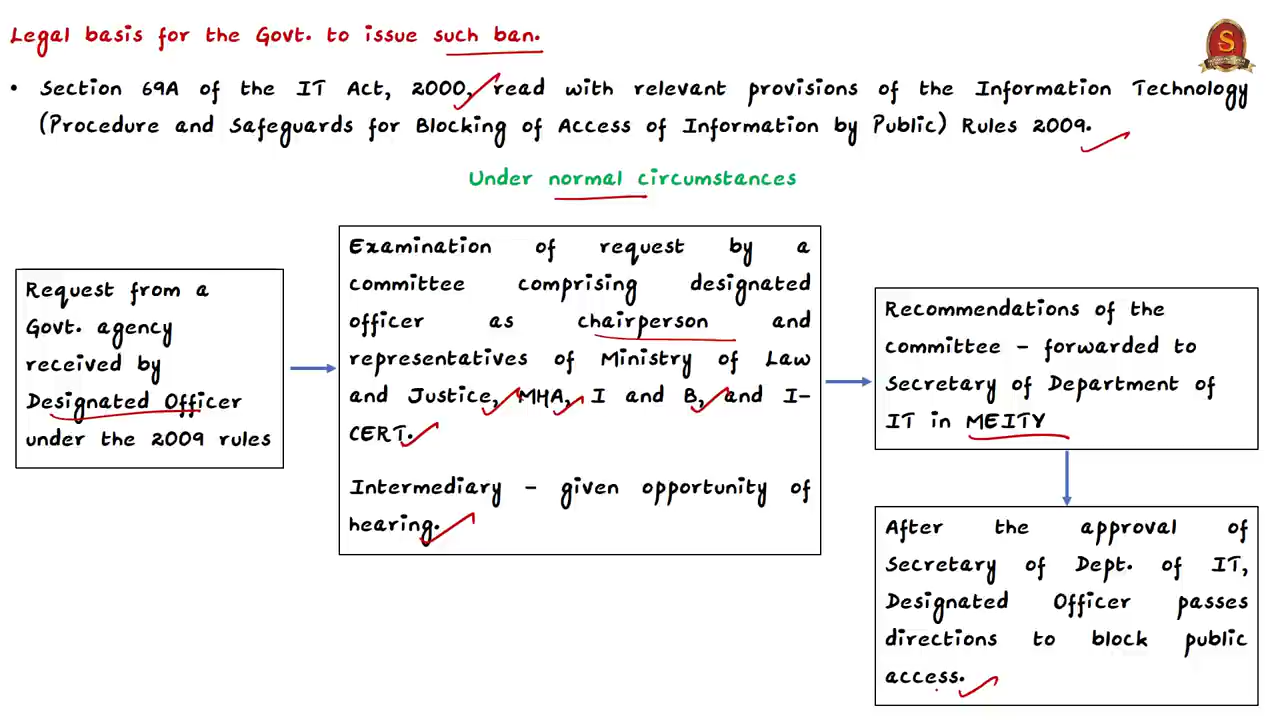 Legal basis for the Govt. to issue such ban.
• Section 69A of the IT Act, 2000, read with relevant provisions of the Information Technology
(Procedure and Safeguards for Blocking of Access of Information by Public) Rules 2009.
Under normal circumstances
Request from a
Govt. agency
received by
Designated Officer
under the 2009 rules
Examination of request by a
committee comprising designated
officer as chairperson and
representatives of Ministry of Law
and Justice, MHA, I and B, and I-
CERT.
Intermediary - given opportunity of
hearing.
Recommendations of the
committee - forwarded to
Secretary of Department of
IT in MEITY
After the approval of
Secretary of Dept. of IT,
Designated Officer passes
directions to block public
access.
S